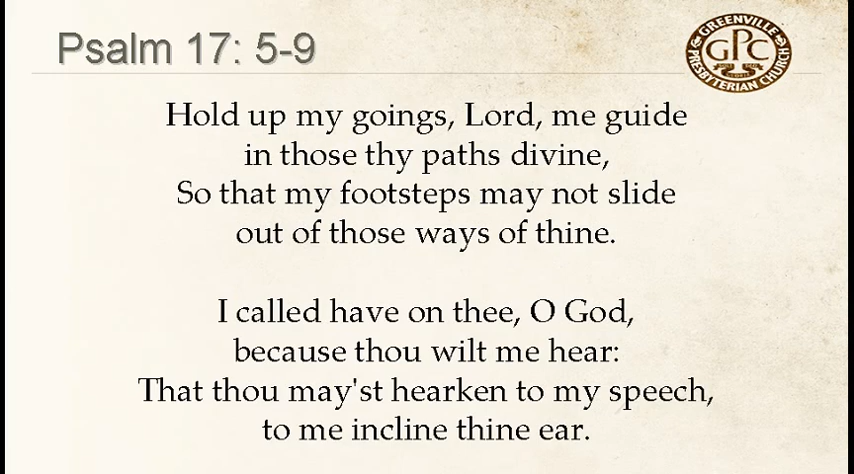 Psalm 17: 5-9
GREENVILLE
GPC
PRESBYTERIAN CHURCH
Hold up my goings, Lord, me guide
in those thy paths divine,
So that my footsteps may not slide
out of those ways of thine.
I called have on thee, O God,
because thou wilt me hear:
That thou may'st hearken to my speech,
to me incline thine ear.